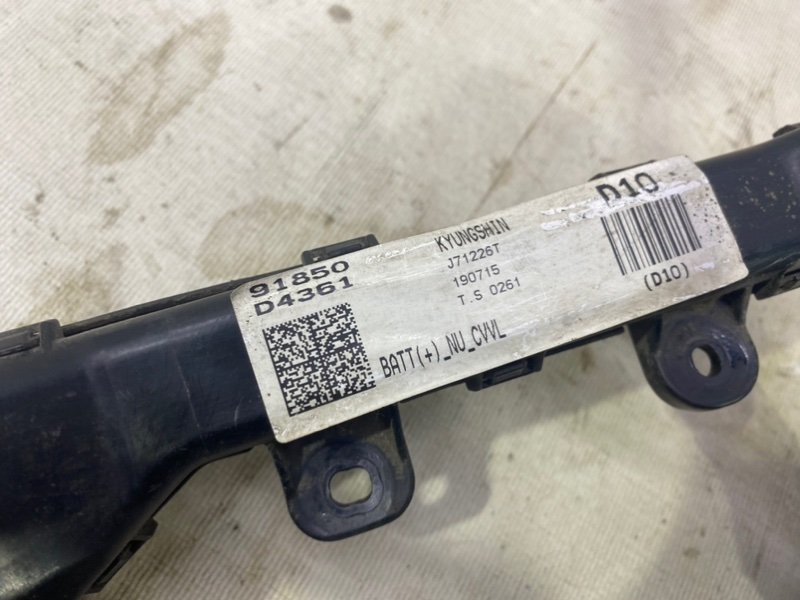 91850
D4361
KYUNGSHIN
J71226T
190715
T.S 0261
BATT(+)_NU_CVVL
D10
(D10)